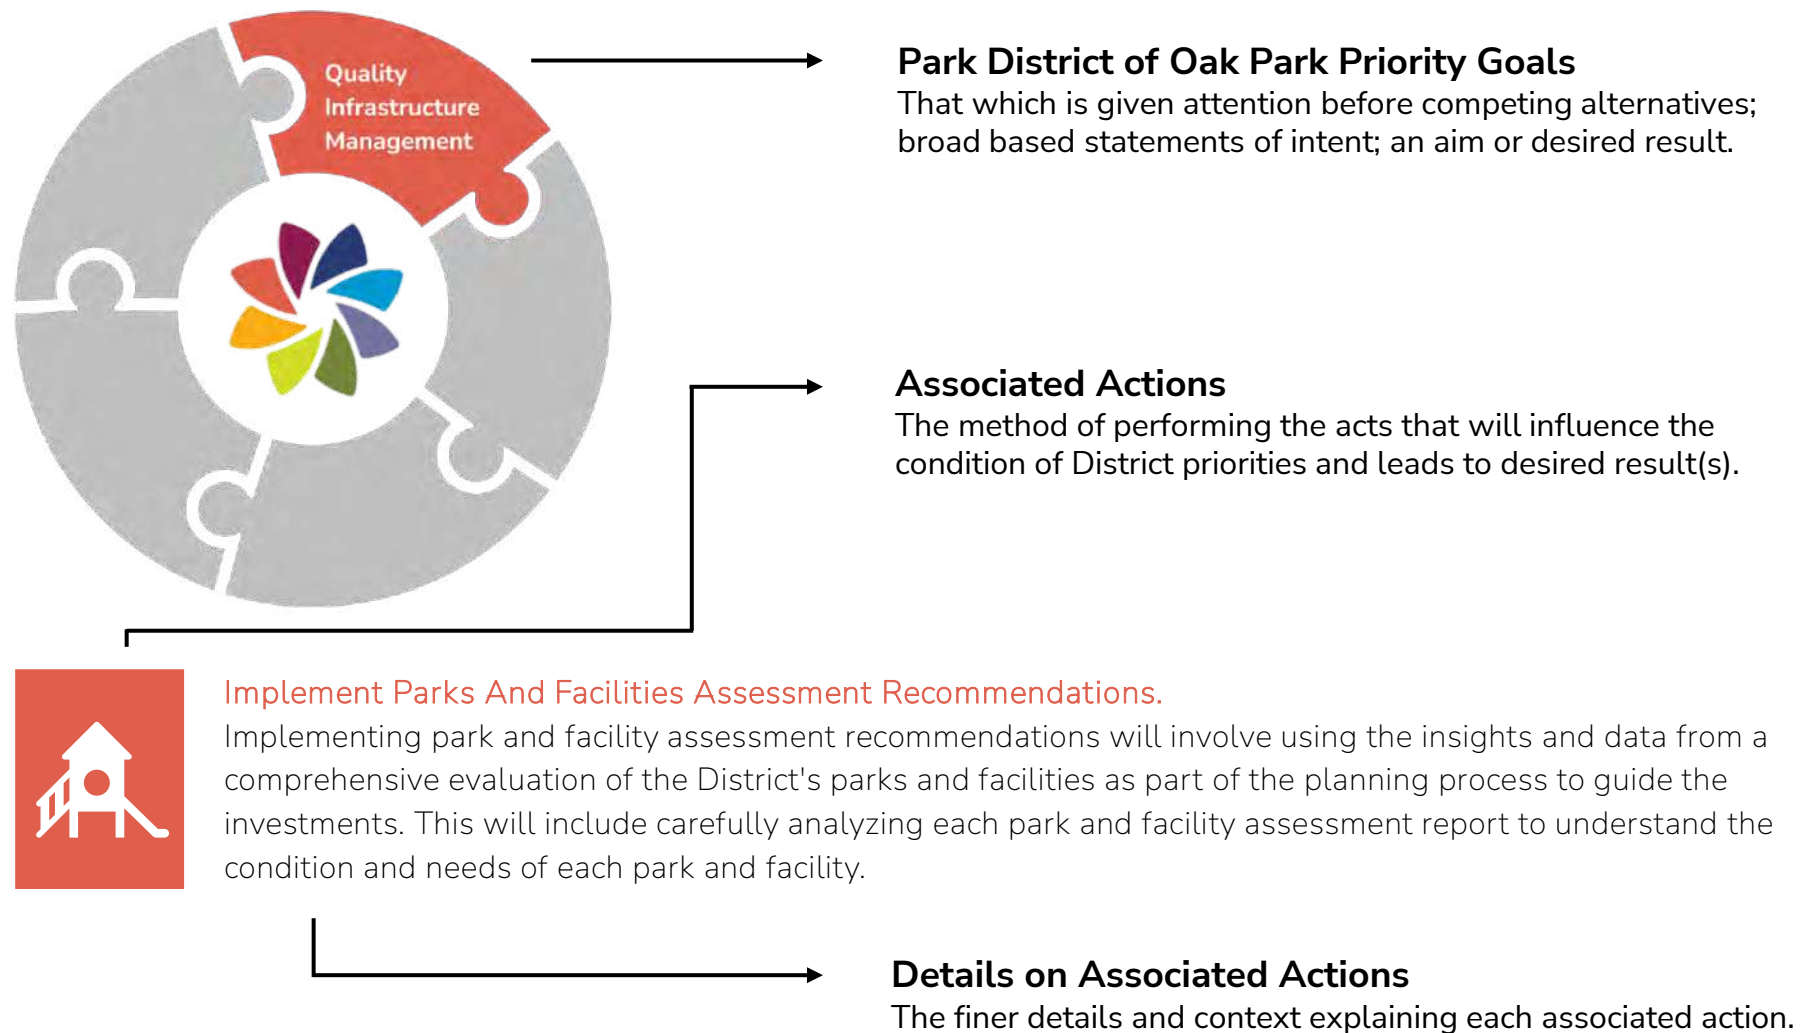 Quality
Infrastructure
Management
Park District of Oak Park Priority Goals
That which is given attention before competing alternatives;
broad based statements of intent; an aim or desired result.
Associated Actions
The method of performing the acts that will influence the
condition of District priorities and leads to desired result(s).
Implement Parks And Facilities Assessment Recommendations.
Implementing park and facility assessment recommendations will involve using the insights and data from a
comprehensive evaluation of the District's parks and facilities as part of the planning process to guide the
investments. This will include carefully analyzing each park and facility assessment report to understand the
condition and needs of each park and facility.
Details on Associated Actions
The finer details and context explaining each associated action.